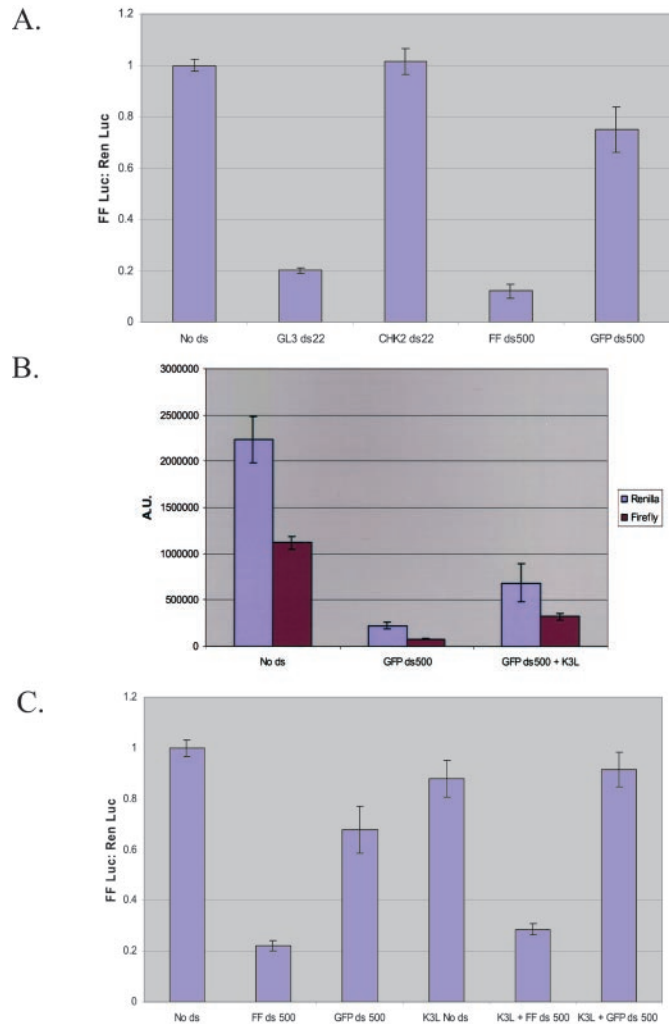 A.
1.2
1
0.8
0.6
0.4
0.2
0
FF Luc: Ren Luc
No ds
GL3 ds22
CHK2 ds22
FF ds500
GFP ds500
B.
3000000
2500000
2000000
1500000
1000000
500000
0
A.U.
Renilla
Firefly
No ds
GFP ds500
GFP ds500 + K3L
C.
1.2
1
0.8
0.6
0.4
0.2
0
FF Luc: Ren Luc
No ds
FF ds 500
GFP ds 500
K3L No ds
K3L + FF ds 500
K3L + GFP ds 500